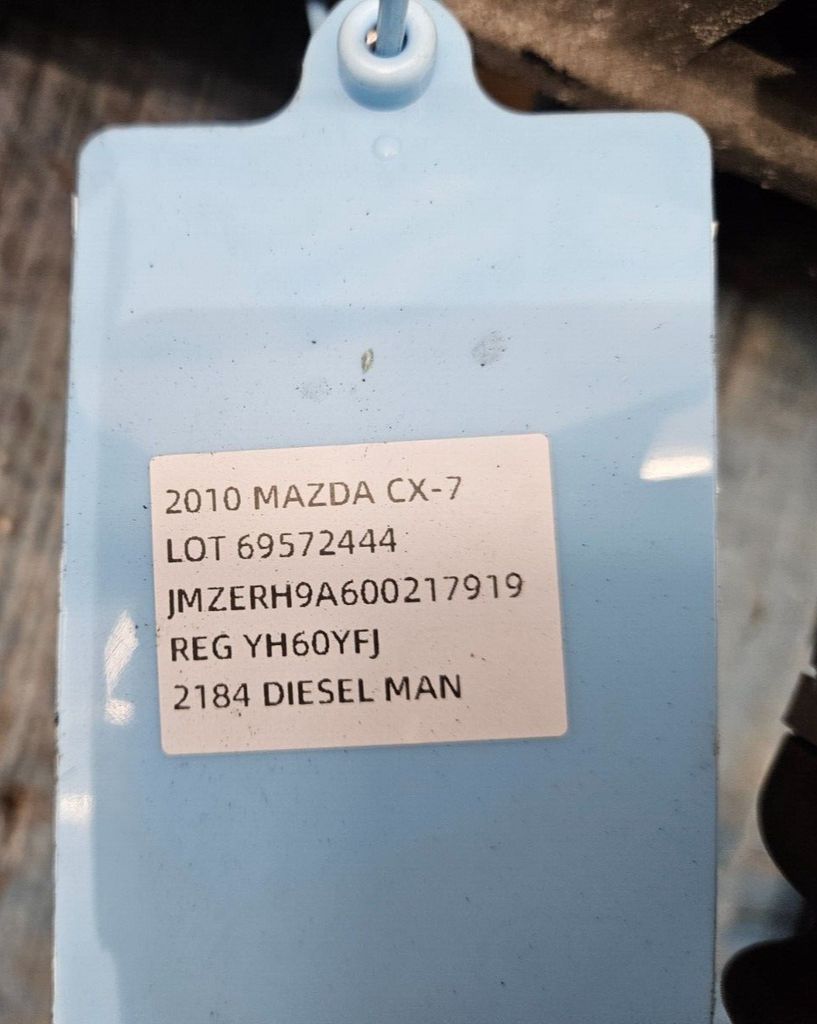 2010 MAZDA CX-7
LOT 69572444
JMZERH9A600217919
REG YH60YFJ
2184 DIESEL MAN